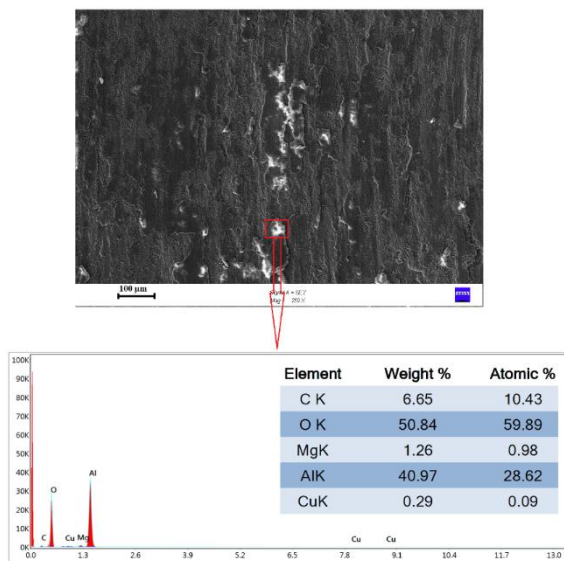 100 µm
Mag =
ZEISS
Element Weight % Atomic %
C K 6.65 10.43
O K 50.84 59.89
MgK 1.26 0.98
AlK 40.97 28.62
CuK 0.29 0.09
100K
90K
80K
70K
60K
50K
40K
30K
20K
10K
0K
C O Cu Mg Al Cu Cu
0.0 1.3 2.6 3.9 5.2 6.5 7.8 9.1 10.4 11.7 13.0